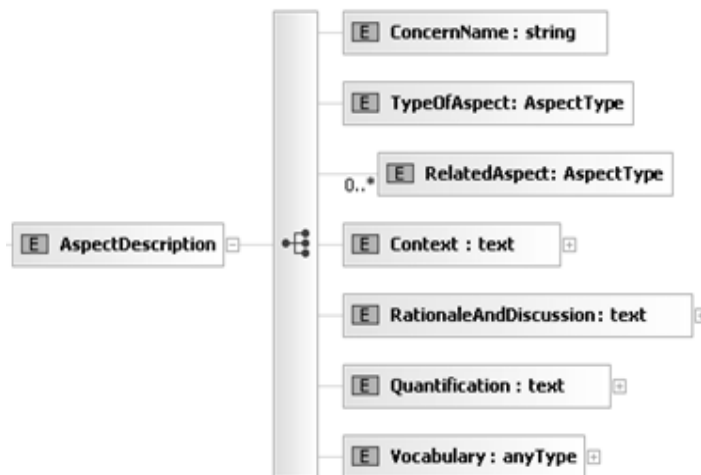 E ConcernName : string
E TypeOfAspect: AspectType
0..* E RelatedAspect: AspectType
E AspectDescription
E Context : text
E RationaleAndDiscussion: text
E Quantification : text
E Vocabulary : anyType